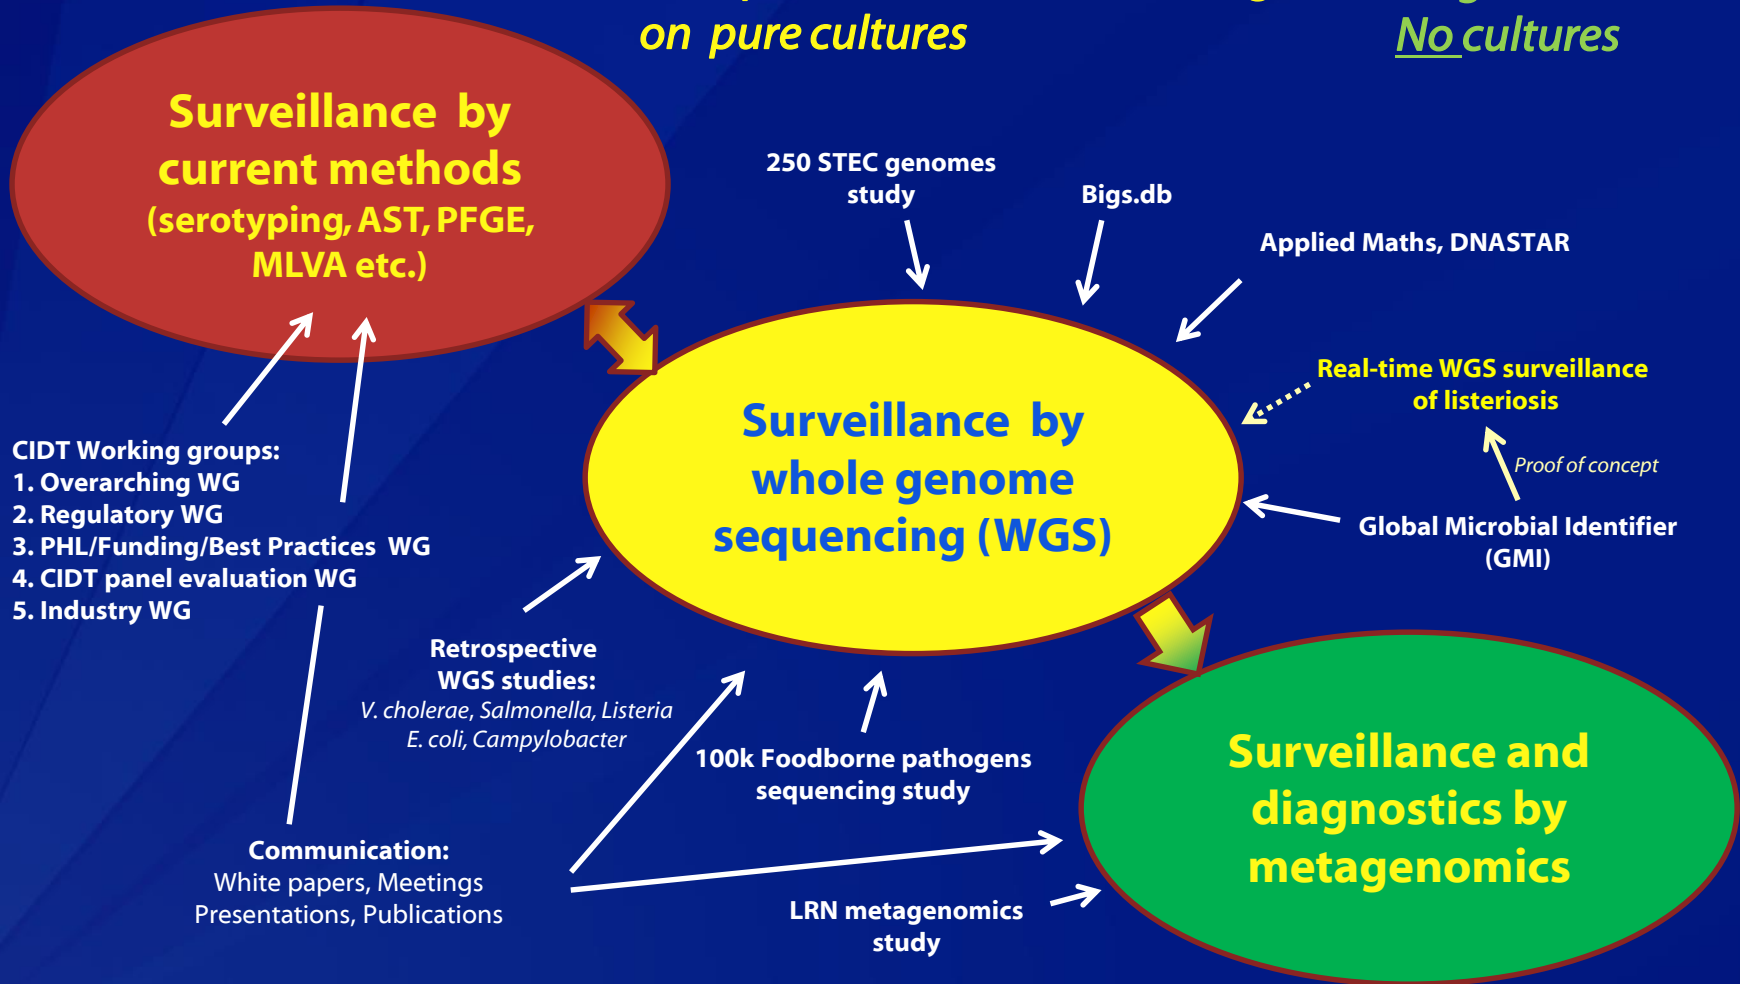 on pure cultures
No cultures
Surveillance by
current methods
(serotyping, AST, PFGE,
MLVA etc.)
250 STEC genomes
study
Bigs.db
Applied Maths, DNASTAR
Real-time WGS surveillance
of listeriosis
Proof of concept
Global Microbial Identifier
(GMI)
Surveillance by
whole genome
sequencing (WGS)
CIDT Working groups:
1. Overarching WG
2. Regulatory WG
3. PHL/Funding/Best Practices WG
4. CIDT panel evaluation WG
5. Industry WG
Retrospective
WGS studies:
V. cholerae, Salmonella, Listeria
E. coli, Campylobacter
100k Foodborne pathogens
sequencing study
Surveillance and
diagnostics by
metagenomics
Communication:
White papers, Meetings
Presentations, Publications
LRN metagenomics
study